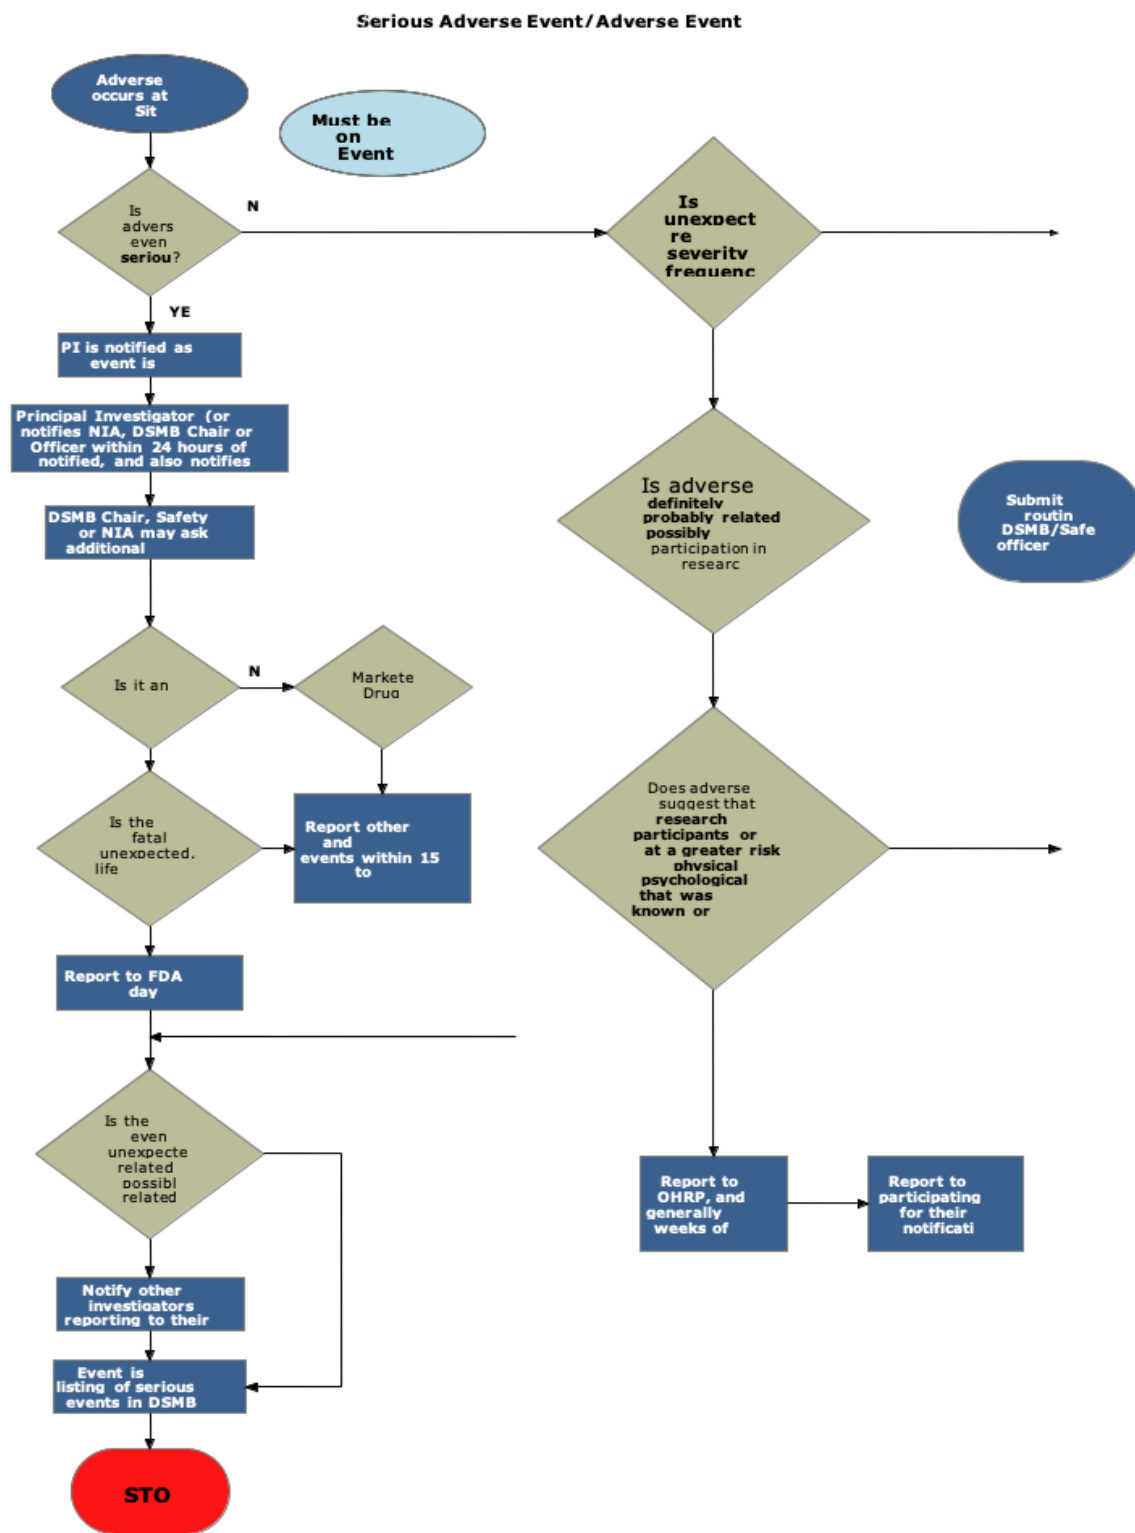 Serious Adverse Event/Adverse Event
Adverse
occurs at
Sit
Must be
on
Event
Is
advers
even
seriou?
N
YE
Is
unexpect
re
severity
frequenc
PI is notified as
event is
Principal Investigator (or
notifies NIA, DSMB Chair or
Officer within 24 hours of
notified, and also notifies
DSMB Chair, Safety
or NIA may ask
additional
Is adverse
definitely
probably related
possibly
participation in
researc
Submit
routin
DSMB/Safe
officer
Is it an
N
Markete
Drug
Is the
fatal
unexpected,
life
Report other
and
events within 15
to
Does adverse
suggest that
research
participants or
at a greater risk
physical
psychological
that was
known or
Report to FDA
day
Is the
even
unexpecte
related
possibl
related
Report to
OHRP, and
generally
weeks of
Report to
participating
for their
notificati
Notify other
investigators
reporting to their
Event is
listing of serious
events in DSMB
STO